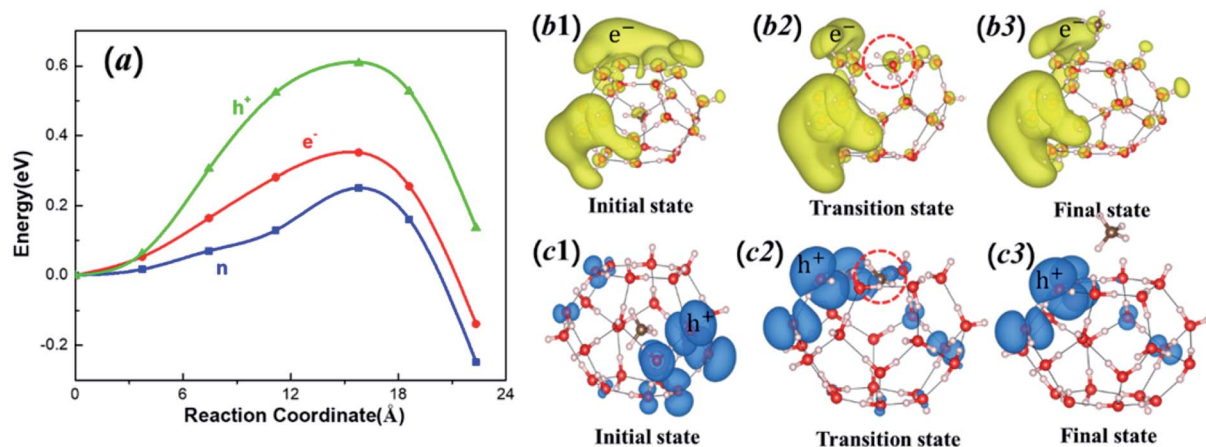 (a)
Energy(eV)
0.6
0.4
0.2
0.0
-0.2
h⁺
e⁻
n
0 6 12 18 24
Reaction Coordinate(Å)
(b1) e⁻
Initial state
(b2) e⁻
Transition state
(b3) e⁻
Final state
(c1) h⁺
Initial state
(c2) h⁺
Transition state
(c3) h⁺
Final state